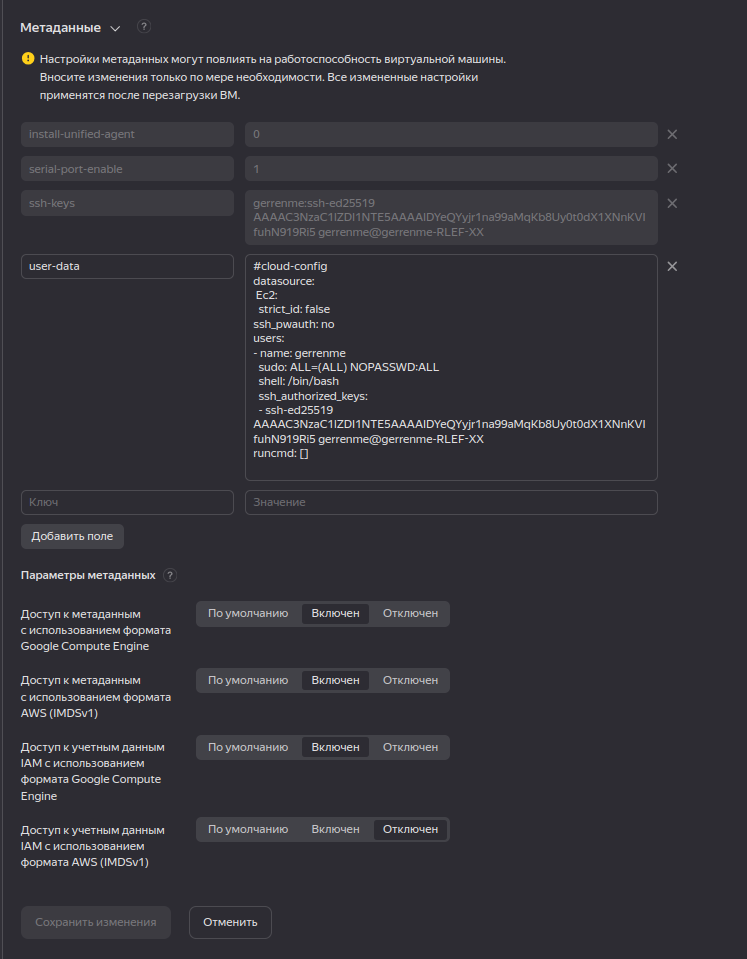 Метаданные
?
Настройки метаданных могут повлиять на работоспособность виртуальной машины.
Вносите изменения только по мере необходимости. Все измененные настройки
применятся после перезагрузки ВМ.
install-unified-agent 0
serial-port-enable 1
ssh-keys gerrenme:ssh-ed25519
AAAAC3NzaC1lZDI1NTE5AAAAIDYeQYyjr1na99aMqKb8Uy0t0dX1XNnKVl
fuhN919Ri5 gerrenme@gerrenme-RLEF-XX
user-data #cloud-config
datasource:
Ec2:
strict_id: false
ssh_pwauth: no
users:
- name: gerrenme
sudo: ALL=(ALL) NOPASSWD:ALL
shell: /bin/bash
ssh_authorized_keys:
- ssh-ed25519
AAAAC3NzaC1lZDI1NTE5AAAAIDYeQYyjr1na99aMqKb8Uy0t0dX1XNnKVl
fuhN919Ri5 gerrenme@gerrenme-RLEF-XX
runcmd: []
Ключ Значение
Добавить поле
Параметры метаданных ?
Доступ к метаданным
с использованием формата
Google Compute Engine
По умолчанию Включен Отключен
Доступ к метаданным
с использованием формата
AWS (IMDSv1)
По умолчанию Включен Отключен
Доступ к учетным данным
IAM с использованием
формата Google Compute
Engine
По умолчанию Включен Отключен
Доступ к учетным данным
IAM с использованием
формата AWS (IMDSv1)
По умолчанию Включен Отключен
Сохранить изменения Отменить